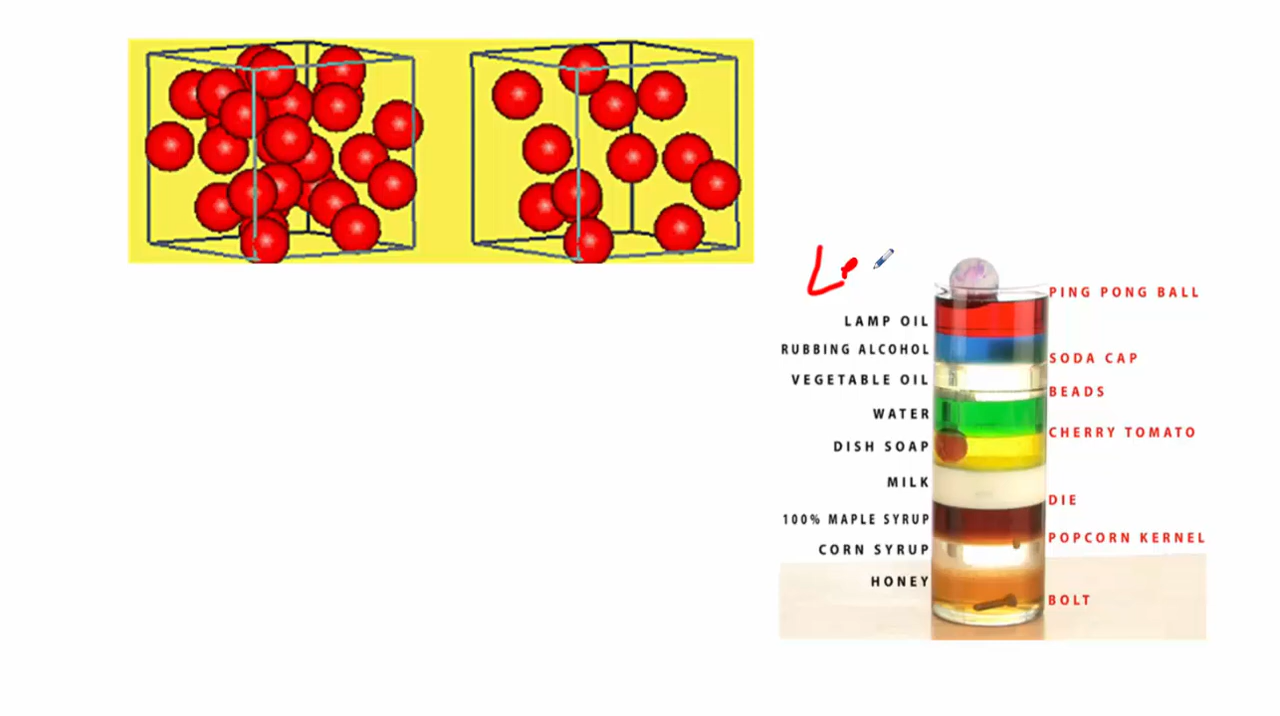 PING PONG BALL
LAMP OIL
RUBBING ALCOHOL
SODA CAP
VEGETABLE OIL
BEADS
WATER
CHERRY TOMATO
DISH SOAP
MILK
DIE
100% MAPLE SYRUP
POPCORN KERNEL
CORN SYRUP
HONEY
BOLT